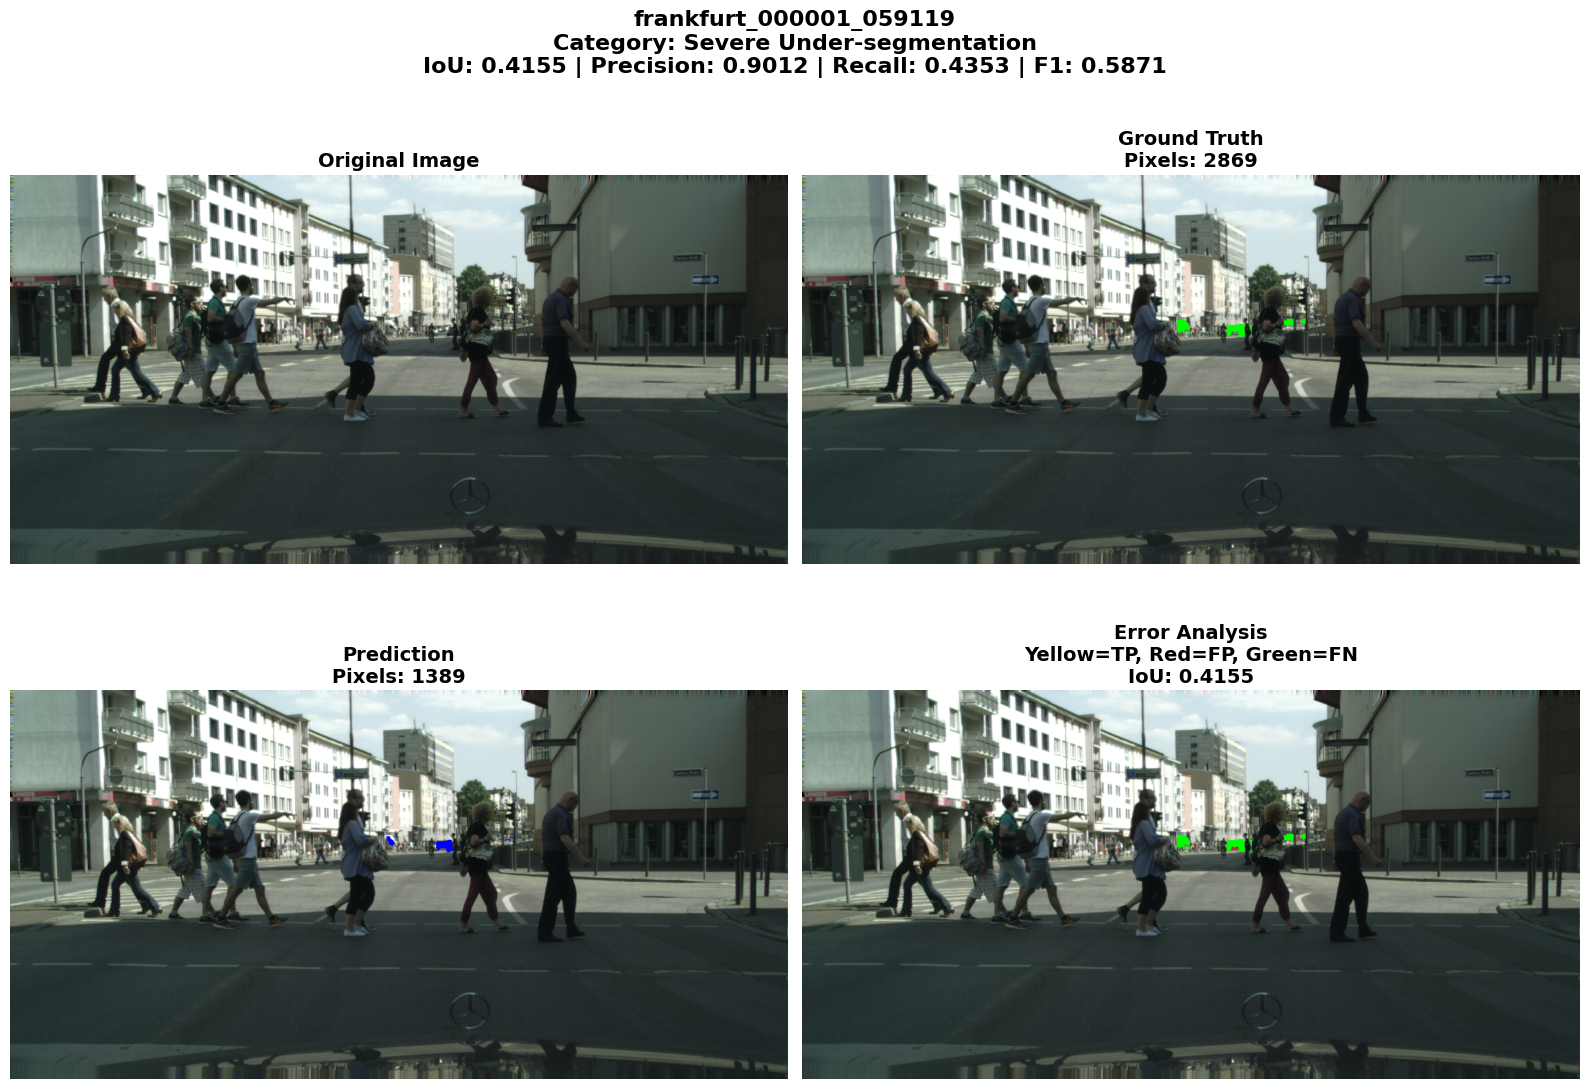 frankfurt_000001_059119
Category: Severe Under-segmentation
IoU: 0.4155 | Precision: 0.9012 | Recall: 0.4353 | F1: 0.5871
Original Image
Ground Truth
Pixels: 2869
Prediction
Pixels: 1389
Error Analysis
Yellow=TP, Red=FP, Green=FN
IoU: 0.4155